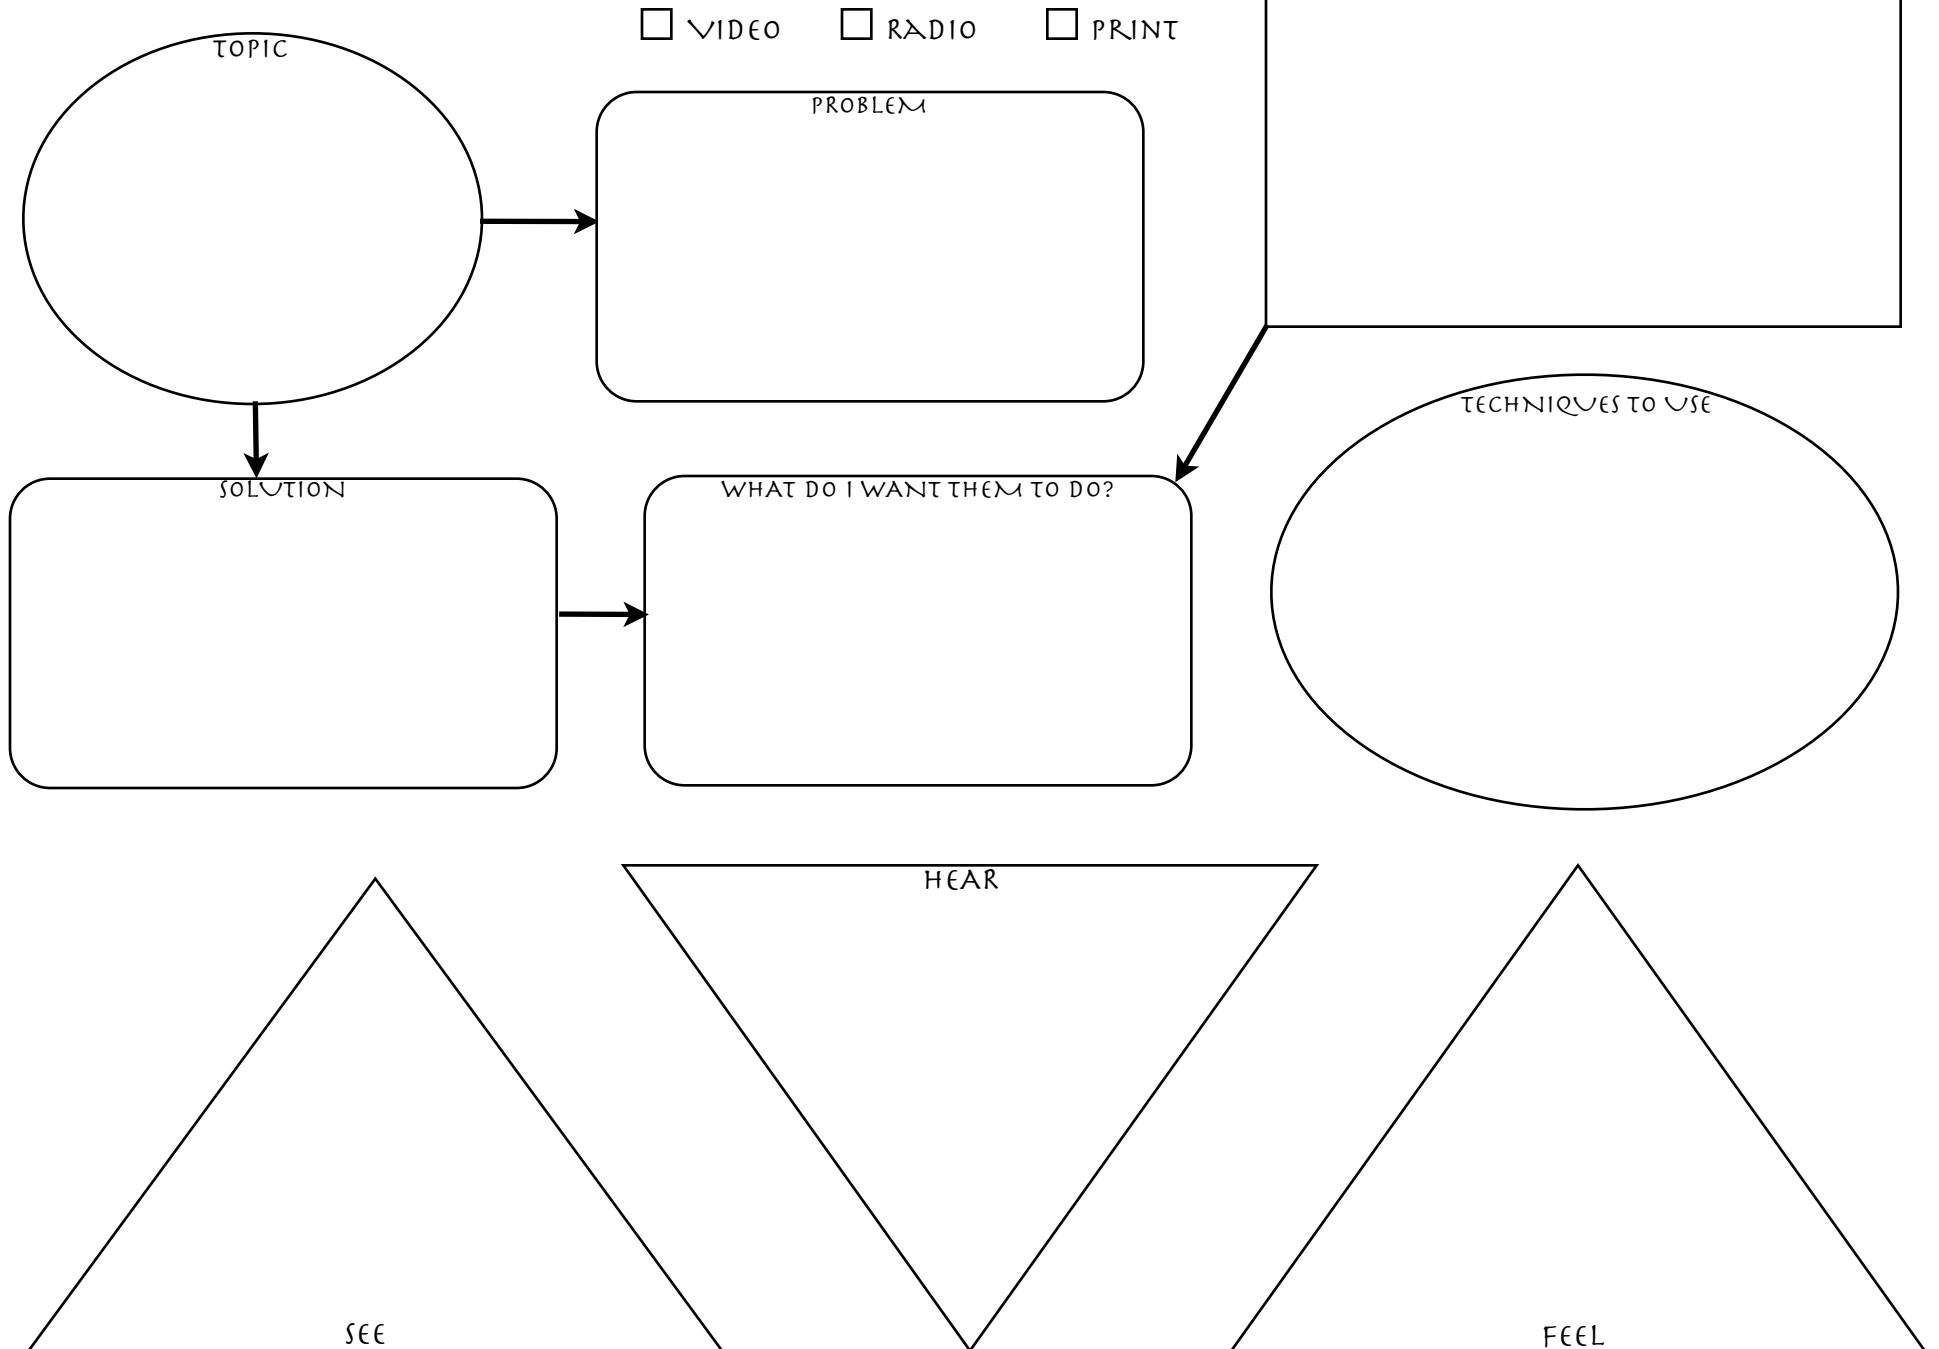 VIDEO RADIO PRINT
TOPIC
PROBLEM
TECHNIQUES TO USE
SOLUTION
WHAT DO I WANT THEM TO DO?
HEAR
SEE
FEEL